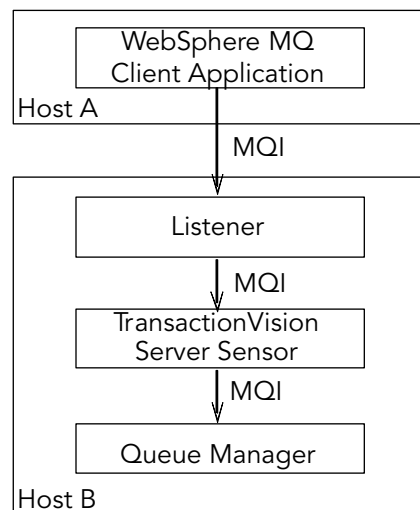 WebSphere MQ
Client Application
Host A
MQI
Listener
MQI
TransactionVision
Server Sensor
MQI
Queue Manager
Host B